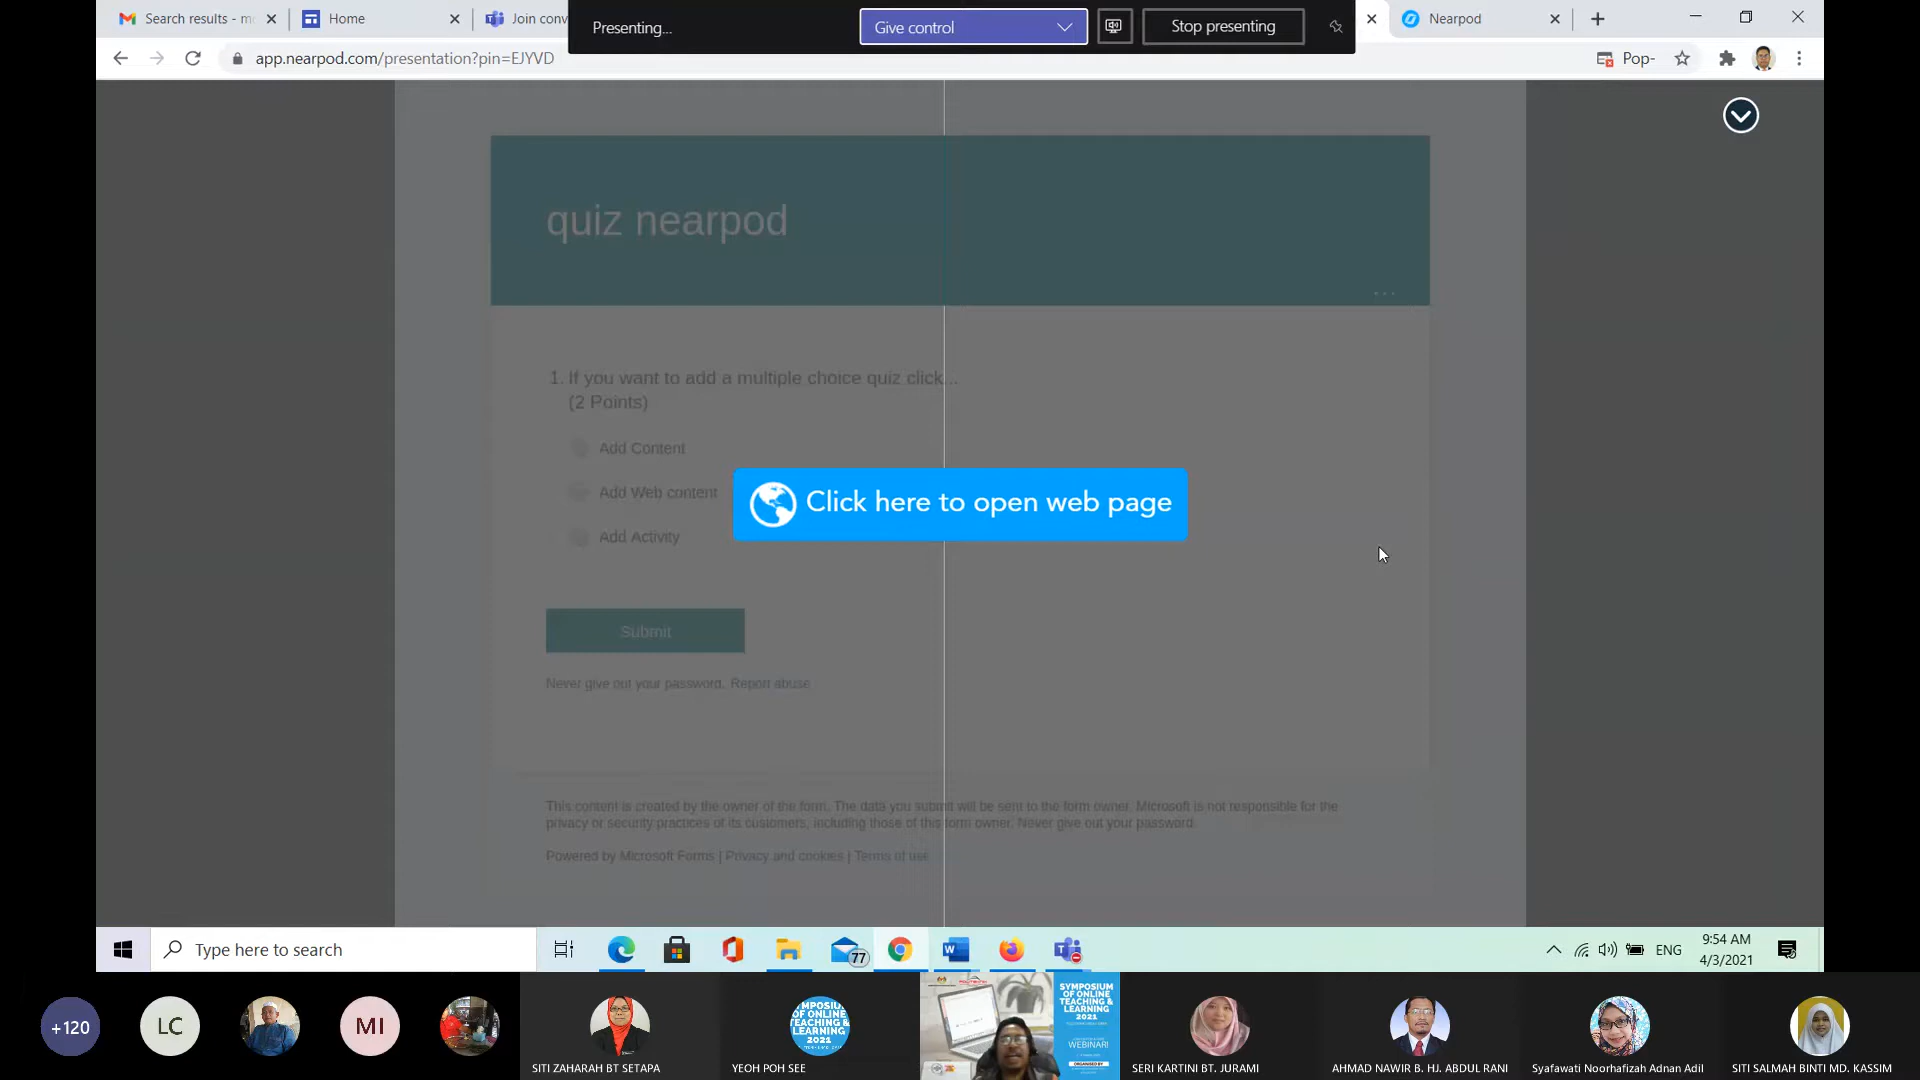 Search results - m
Home
Join conv
Presenting...
Give control
Stop presenting
Nearpod
app.nearpod.com/presentation?pin=EJYVD
Pop-
quiz nearpod
...
1. If you want to add a multiple choice quiz click...
(2 Points)
Add Content
Add Web content
Click here to open web page
Add Activity
Submit
Never give out your password. Report abuse
This content is created by the owner of the form. The data you submit will be sent to the form owner. Microsoft is not responsible for the
privacy or security practices of its customers, including those of this form owner. Never give out your password.
Powered by Microsoft Forms | Privacy and cookies | Terms of use
Type here to search
77
ENG
9:54 AM
4/3/2021
+120
LC
MI
SYMPOSIUM
OF ONLINE
TEACHING &
LEARNING
2021
WEBINAR!
SITI ZAHARAH BT SETAPA
YEOH POH SEE
SERI KARTINI BT. JURAMI
AHMAD NAWIR B. HJ. ABDUL RANI
Syafawati Noorhafizah Adnan Adil
SITI SALMAH BINTI MD. KASSIM